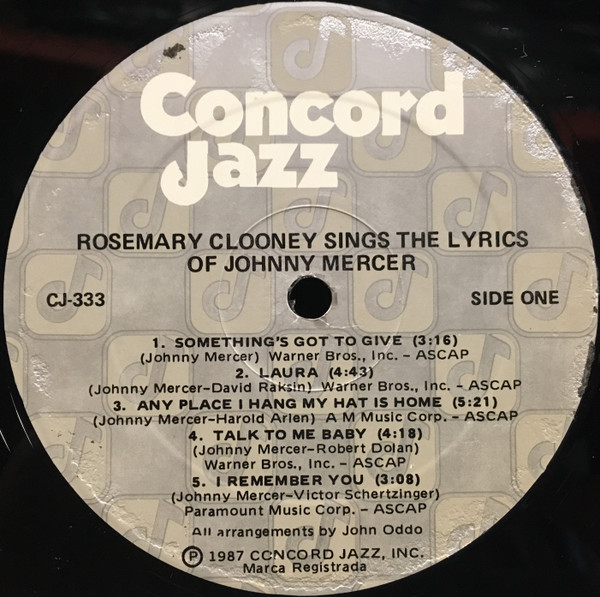 Concord
Jazz
ROSEMARY CLOONEY SINGS THE LYRICS
OF JOHNNY MERCER
CJ-333
SIDE ONE
1. SOMETHING'S GOT TO GIVE (3:16)
(Johnny Mercer) Warner Bros., Inc. – ASCAP
2. LAURA (4:43)
(Johnny Mercer–David Raksin) Warner Bros., Inc. – ASCAP
3. ANY PLACE I HANG MY HAT IS HOME (5:21)
(Johnny Mercer–Harold Arlen) A M Music Corp. – ASCAP
4. TALK TO ME BABY (4:18)
(Johnny Mercer–Robert Dolan)
Warner Bros., Inc. – ASCAP
5. I REMEMBER YOU (3:08)
(Johnny Mercer–Victor Schertzinger)
Paramount Music Corp. – ASCAP
All arrangements by John Oddo
℗ 1987 CONCORD JAZZ, INC.
Marca Registrada